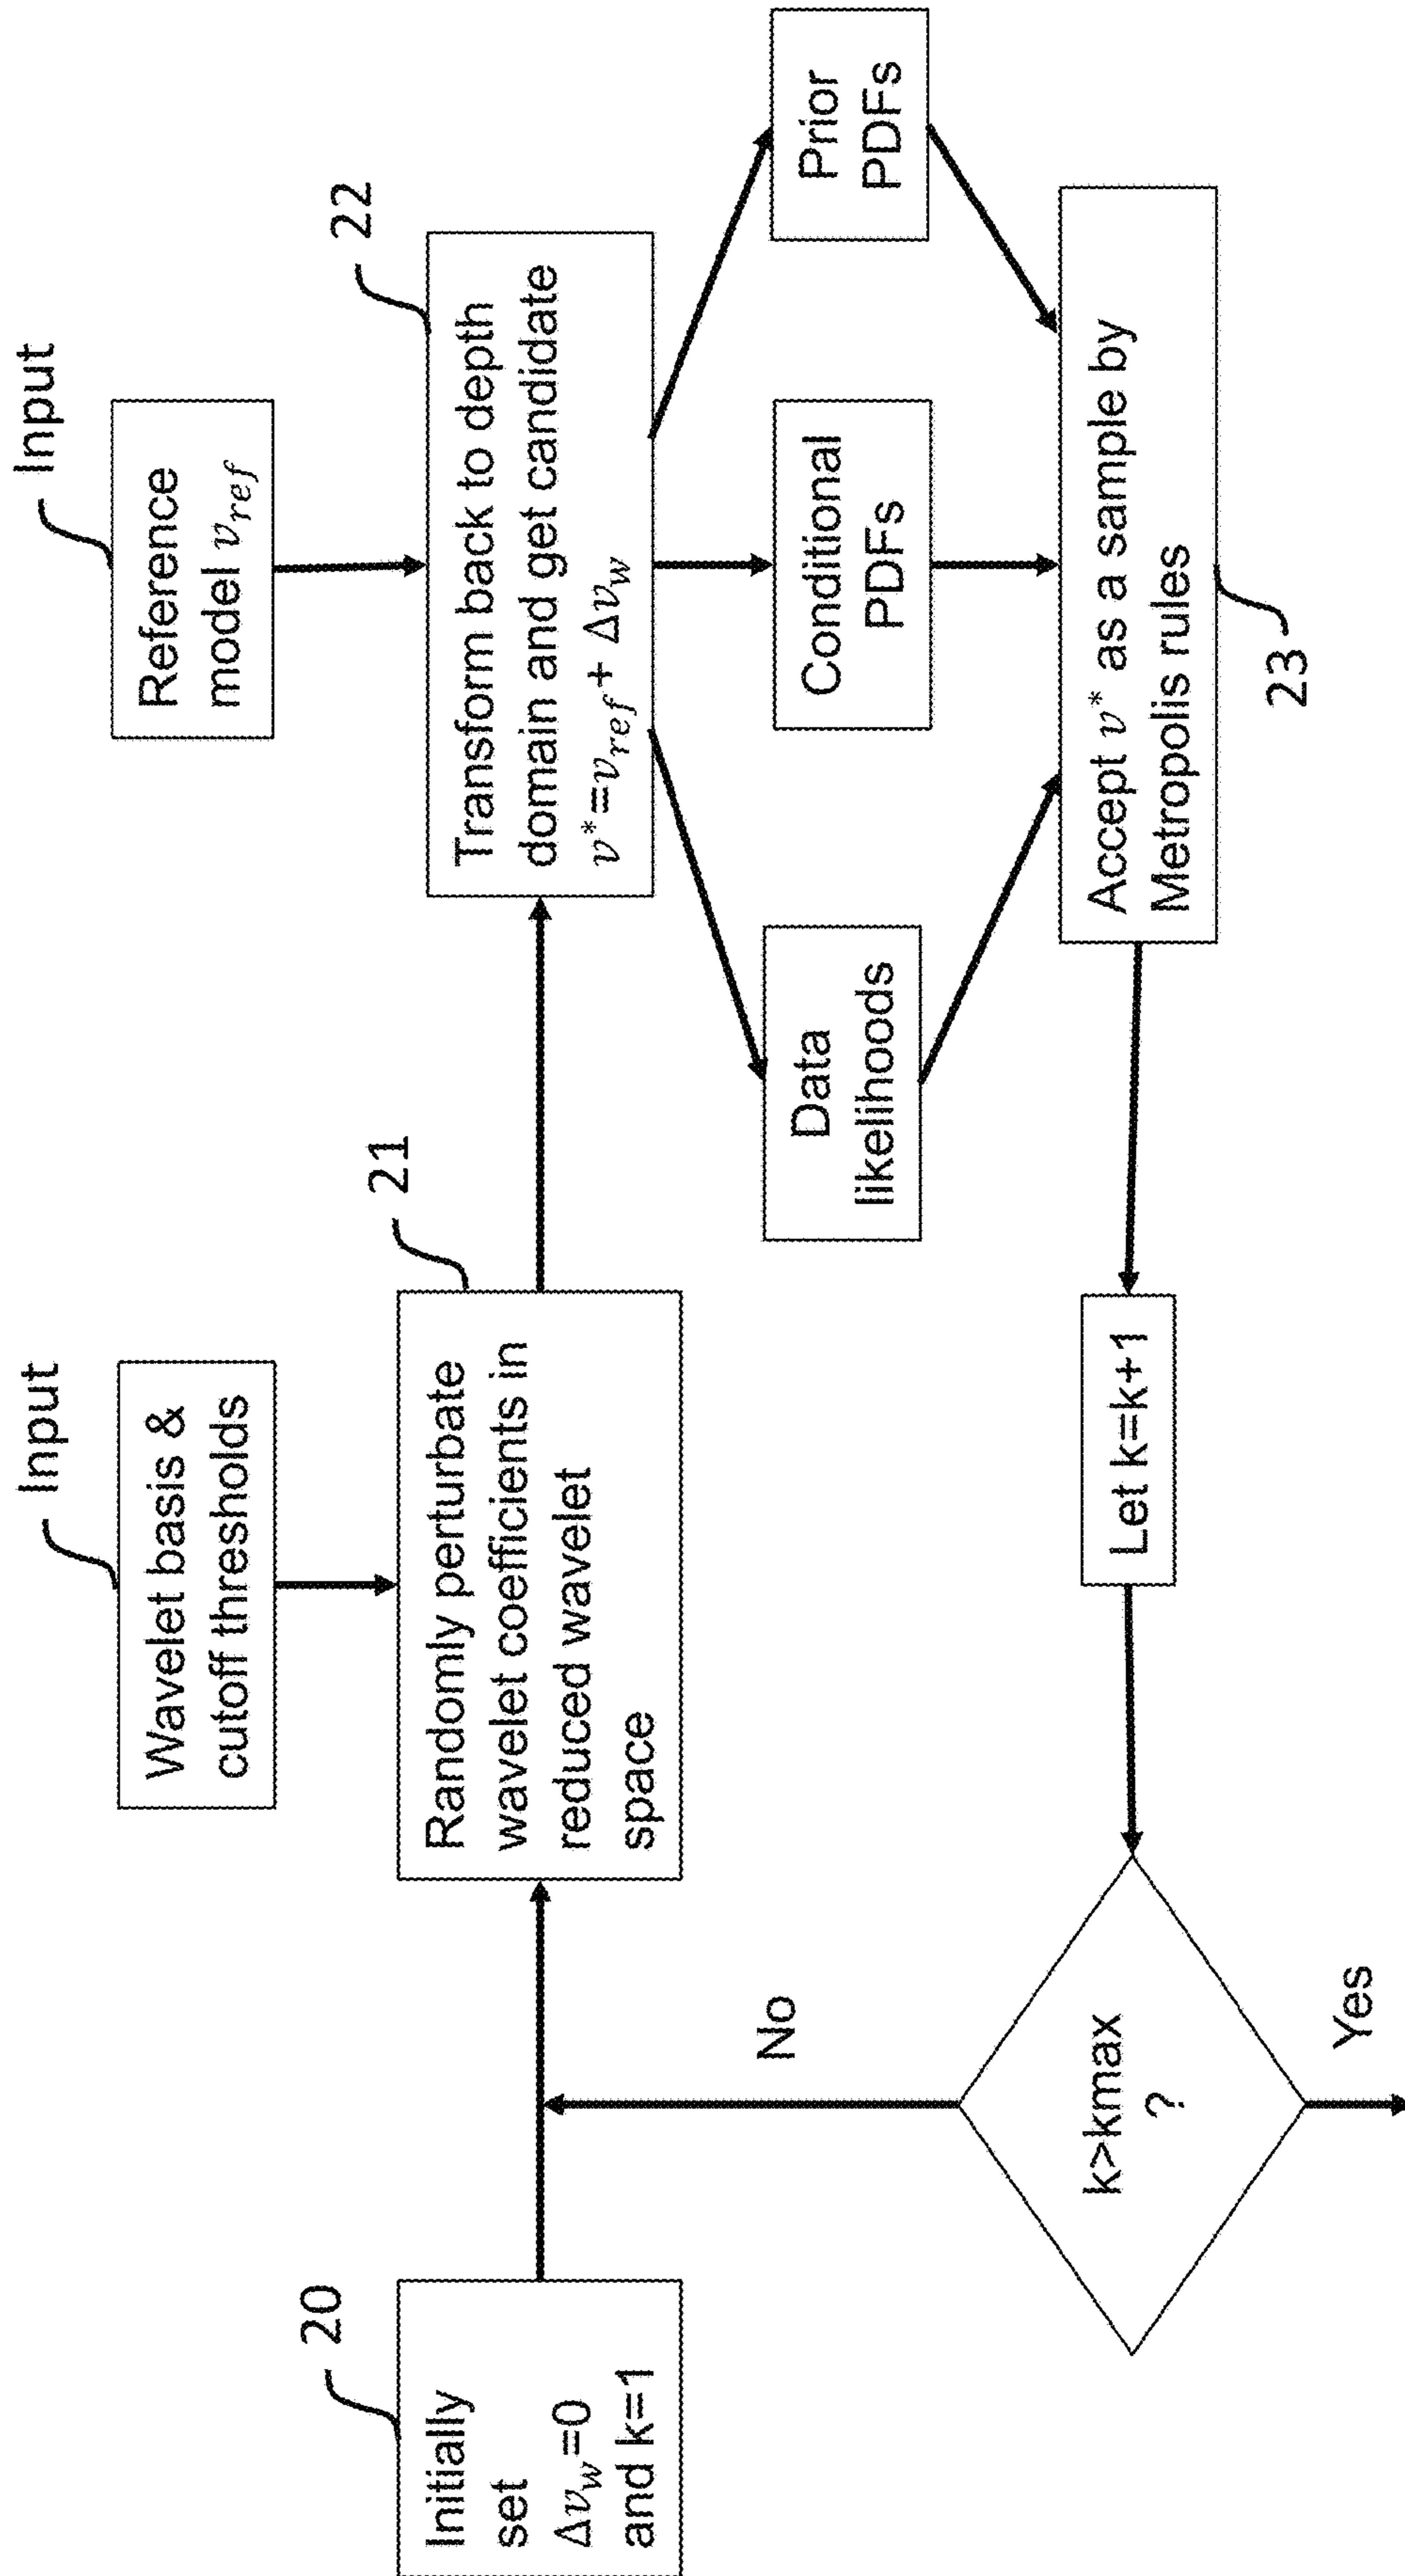 Input
Input
Wavelet basis &
cutoff thresholds
Reference
model v_ref
20
21
22
Initially
set
Δv_w=0
and k=1
Randomly perturbate
wavelet coefficients in
reduced wavelet
space
Transform back to depth
domain and get candidate
v*=v_ref+ Δv_w
Data
likelihoods
Conditional
PDFs
Prior
PDFs
No
k>kmax
?
Yes
Let k=k+1
Accept v* as a sample by
Metropolis rules
23